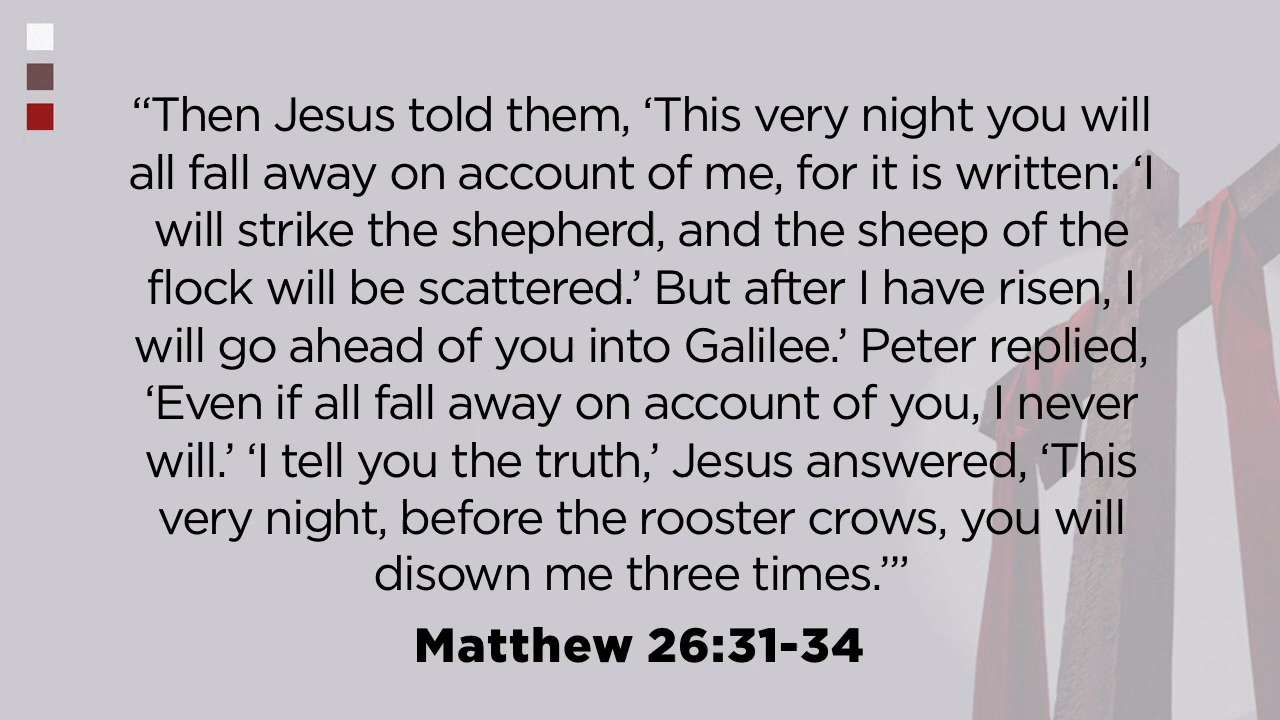 “Then Jesus told them, ‘This very night you will
all fall away on account of me, for it is written: ‘I
will strike the shepherd, and the sheep of the
flock will be scattered.’ But after I have risen, I
will go ahead of you into Galilee.’ Peter replied,
‘Even if all fall away on account of you, I never
will.’ ‘I tell you the truth,’ Jesus answered, ‘This
very night, before the rooster crows, you will
disown me three times.’”
Matthew 26:31-34